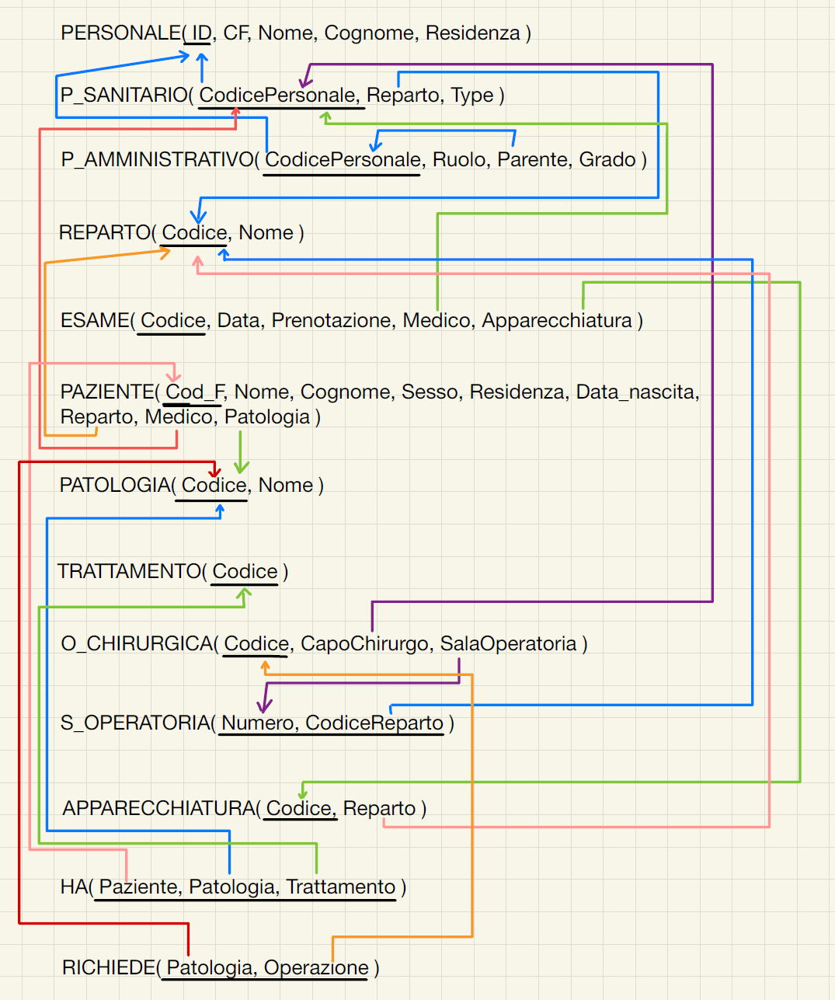 PERSONALE( ID, CF, Nome, Cognome, Residenza )
P_SANITARIO( CodicePersonale, Reparto, Type )
P_AMMINISTRATIVO( CodicePersonale, Ruolo, Parente, Grado )
REPARTO( Codice, Nome )
ESAME( Codice, Data, Prenotazione, Medico, Apparecchiatura )
PAZIENTE( Cod_F, Nome, Cognome, Sesso, Residenza, Data_nascita,
Reparto, Medico, Patologia )
PATOLOGIA( Codice, Nome )
TRATTAMENTO( Codice )
O_CHIRURGICA( Codice, CapoChirurgo, SalaOperatoria )
S_OPERATORIA( Numero, CodiceReparto )
APPARECCHIATURA( Codice, Reparto )
HA( Paziente, Patologia, Trattamento )
RICHIEDE( Patologia, Operazione )